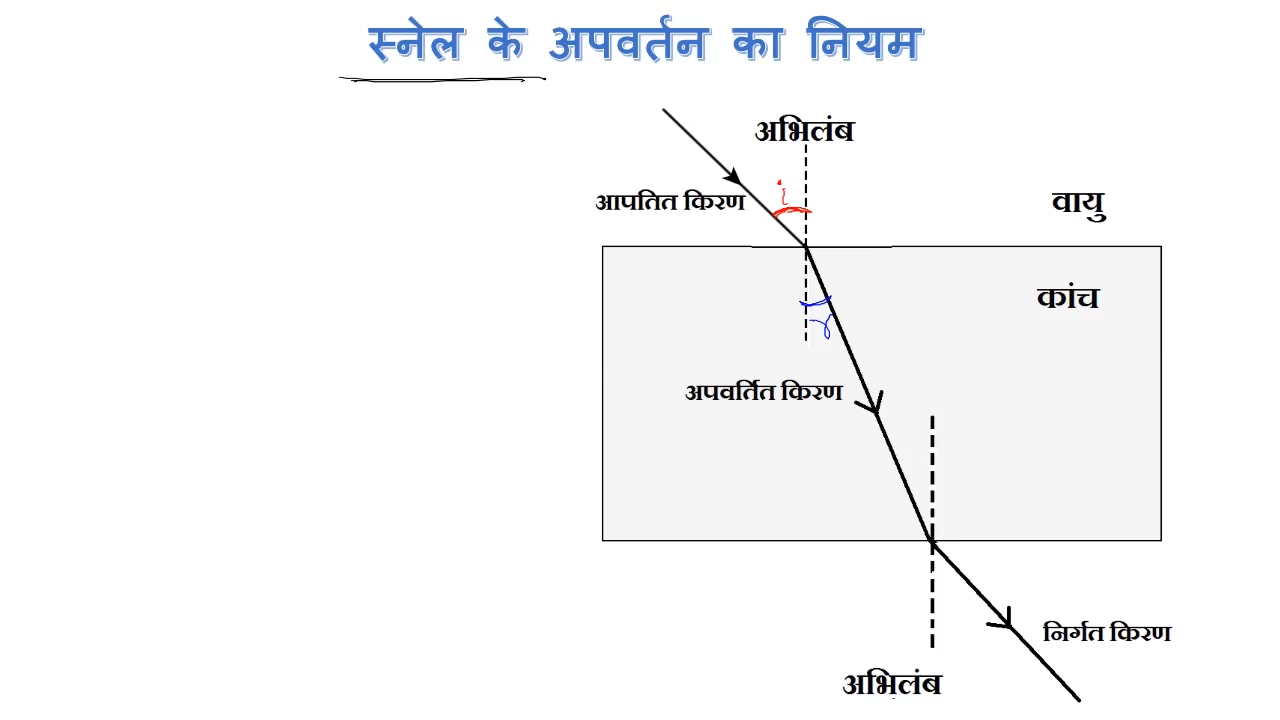 स्नेल के अपवर्तन का नियम
अभिलंब
i
आपतित किरण
वायु
कांच
r
अपवर्तित किरण
निर्गत किरण
अभिलंब